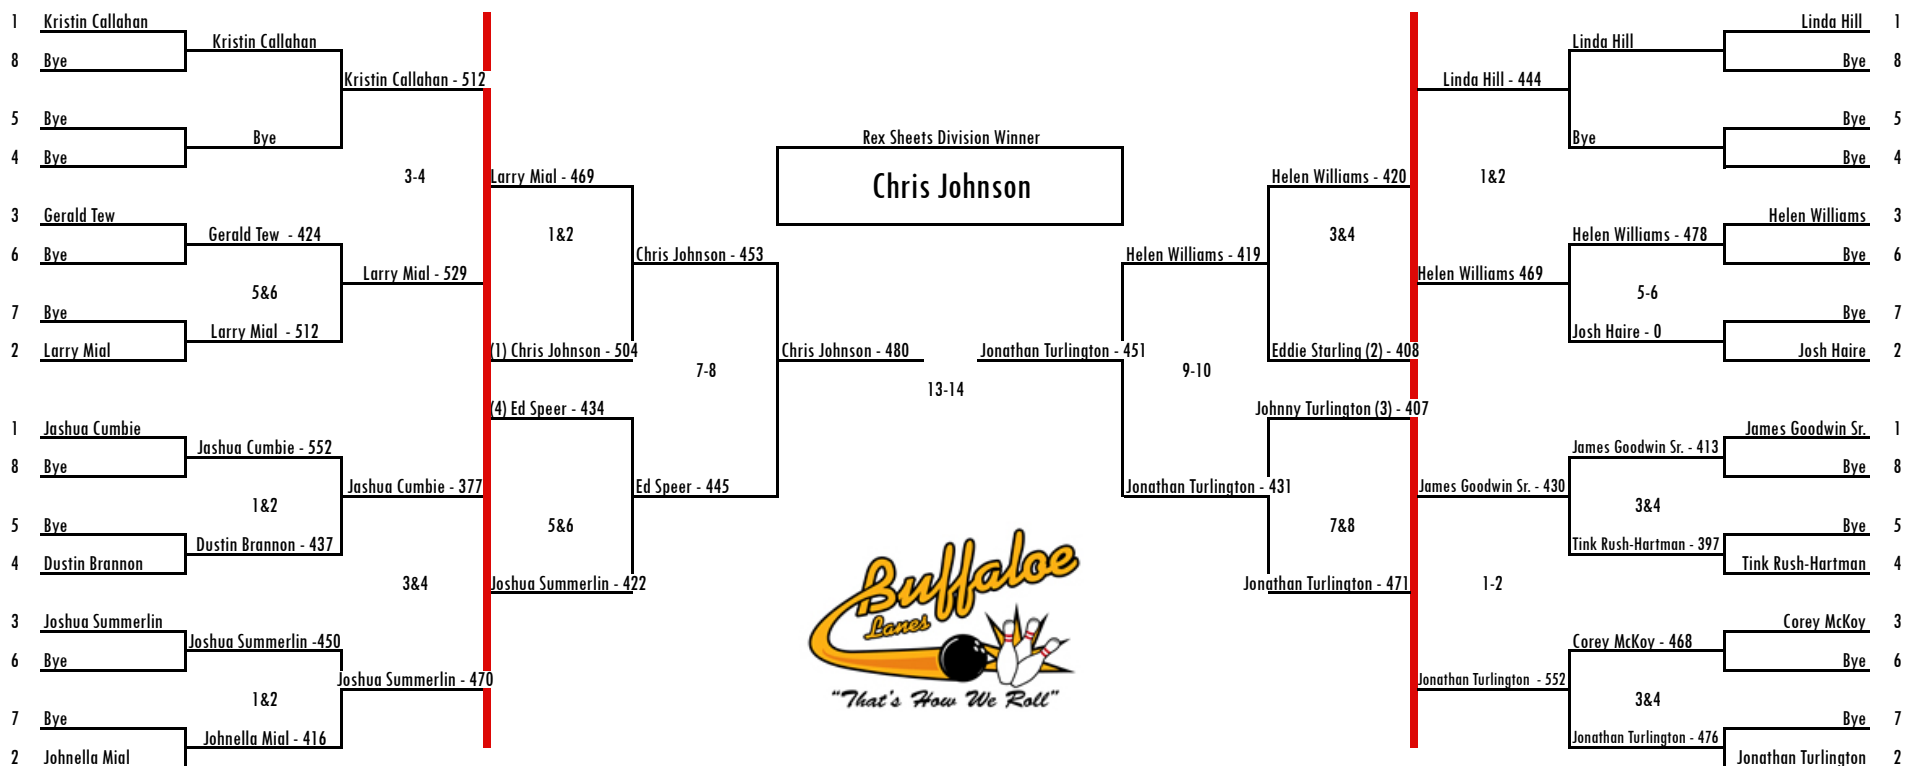 1 Kristin Callahan
8 Bye
5 Bye
4 Bye
3 Gerald Tew
6 Bye
7 Bye
2 Larry Mial
1 Jashua Cumbie
8 Bye
5 Bye
4 Dustin Brannon
3 Joshua Summerlin
6 Bye
7 Bye
2 Johnella Mial
Kristin Callahan
Bye
Gerald Tew - 424
5&6
Larry Mial - 512
Jashua Cumbie - 552
1&2
Dustin Brannon - 437
Joshua Summerlin -450
1&2
Johnella Mial - 416
Kristin Callahan - 512
3-4
Larry Mial - 529
Jashua Cumbie - 377
3&4
Joshua Summerlin - 470
Larry Mial - 469
1&2
(1) Chris Johnson - 504
(4) Ed Speer - 434
5&6
Joshua Summerlin - 422
Chris Johnson - 453
7-8
Ed Speer - 445
Rex Sheets Division Winner
Chris Johnson
Chris Johnson - 480
13-14
Jonathan Turlington - 451
Buffaloe
Lanes
"That's How We Roll"
Helen Williams - 419
9-10
Jonathan Turlington - 431
Helen Williams - 420
3&4
Eddie Starling (2) - 408
Johnny Turlington (3) - 407
7&8
Jonathan Turlington - 471
Linda Hill - 444
1&2
Helen Williams 469
James Goodwin Sr. - 430
1-2
Jonathan Turlington - 552
Linda Hill
Bye
Helen Williams - 478
5-6
Josh Haire - 0
James Goodwin Sr. - 413
3&4
Tink Rush-Hartman - 397
Corey McKoy - 468
3&4
Jonathan Turlington - 476
Linda Hill 1
Bye 8
Bye 5
Bye 4
Helen Williams 3
Bye 6
Bye 7
Josh Haire 2
James Goodwin Sr. 1
Bye 8
Bye 5
Tink Rush-Hartman 4
Corey McKoy 3
Bye 6
Bye 7
Jonathan Turlington 2